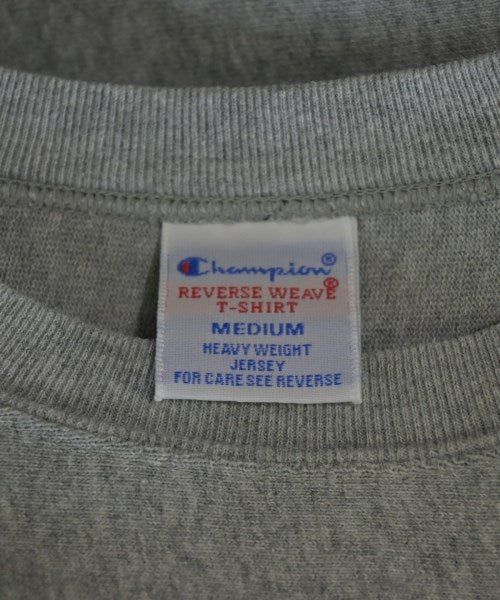 Champion®
REVERSE WEAVE®
T-SHIRT
MEDIUM
HEAVY WEIGHT
JERSEY
FOR CARE SEE REVERSE